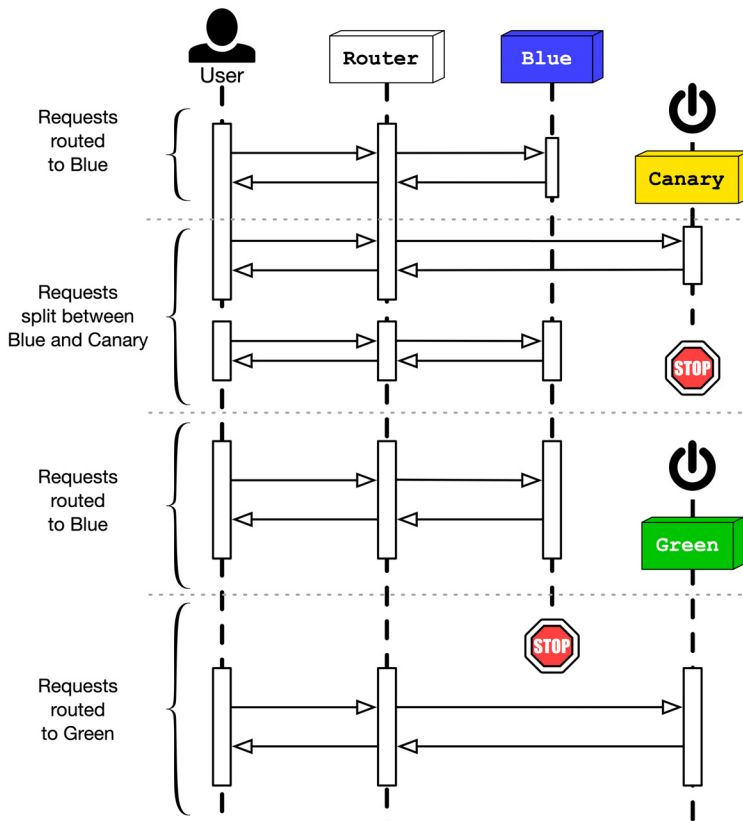 User
Router
Blue
Requests
routed
to Blue
Canary
Requests
split between
Blue and Canary
STOP
Requests
routed
to Blue
Green
STOP
Requests
routed
to Green